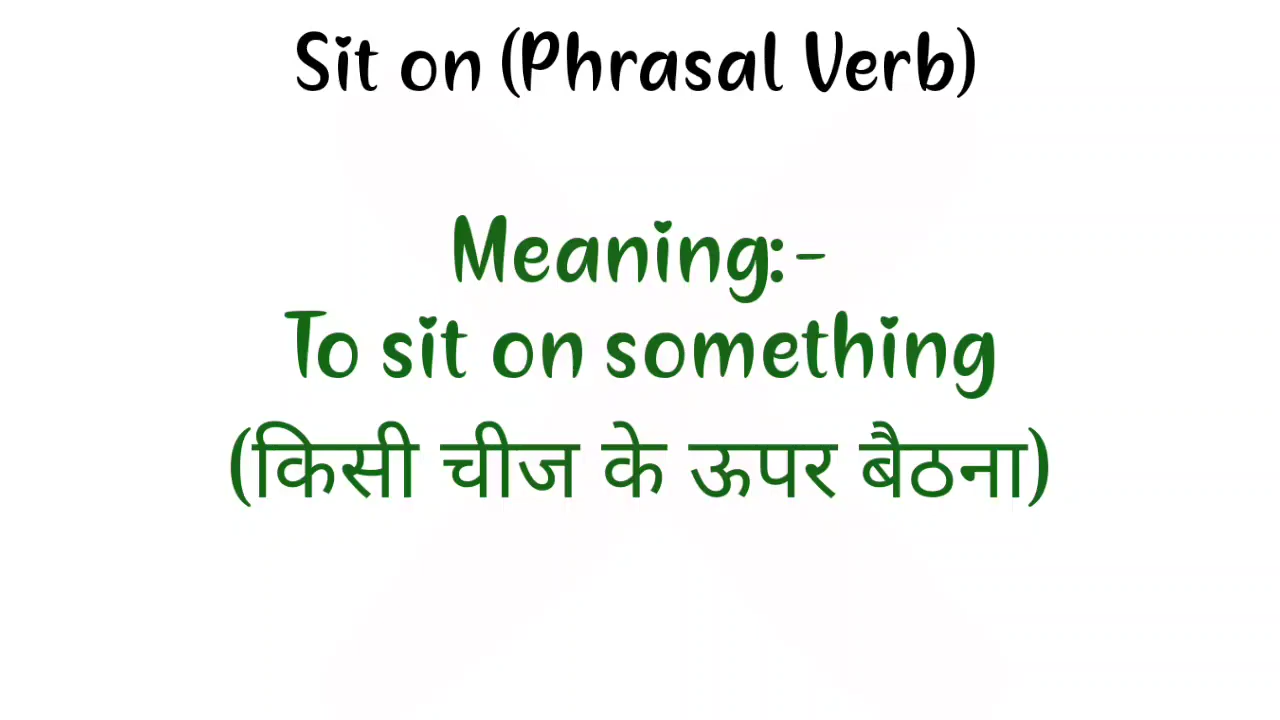 Sit on (Phrasal Verb)
Meaning:-
To sit on something
(किसी चीज के ऊपर बैठना)